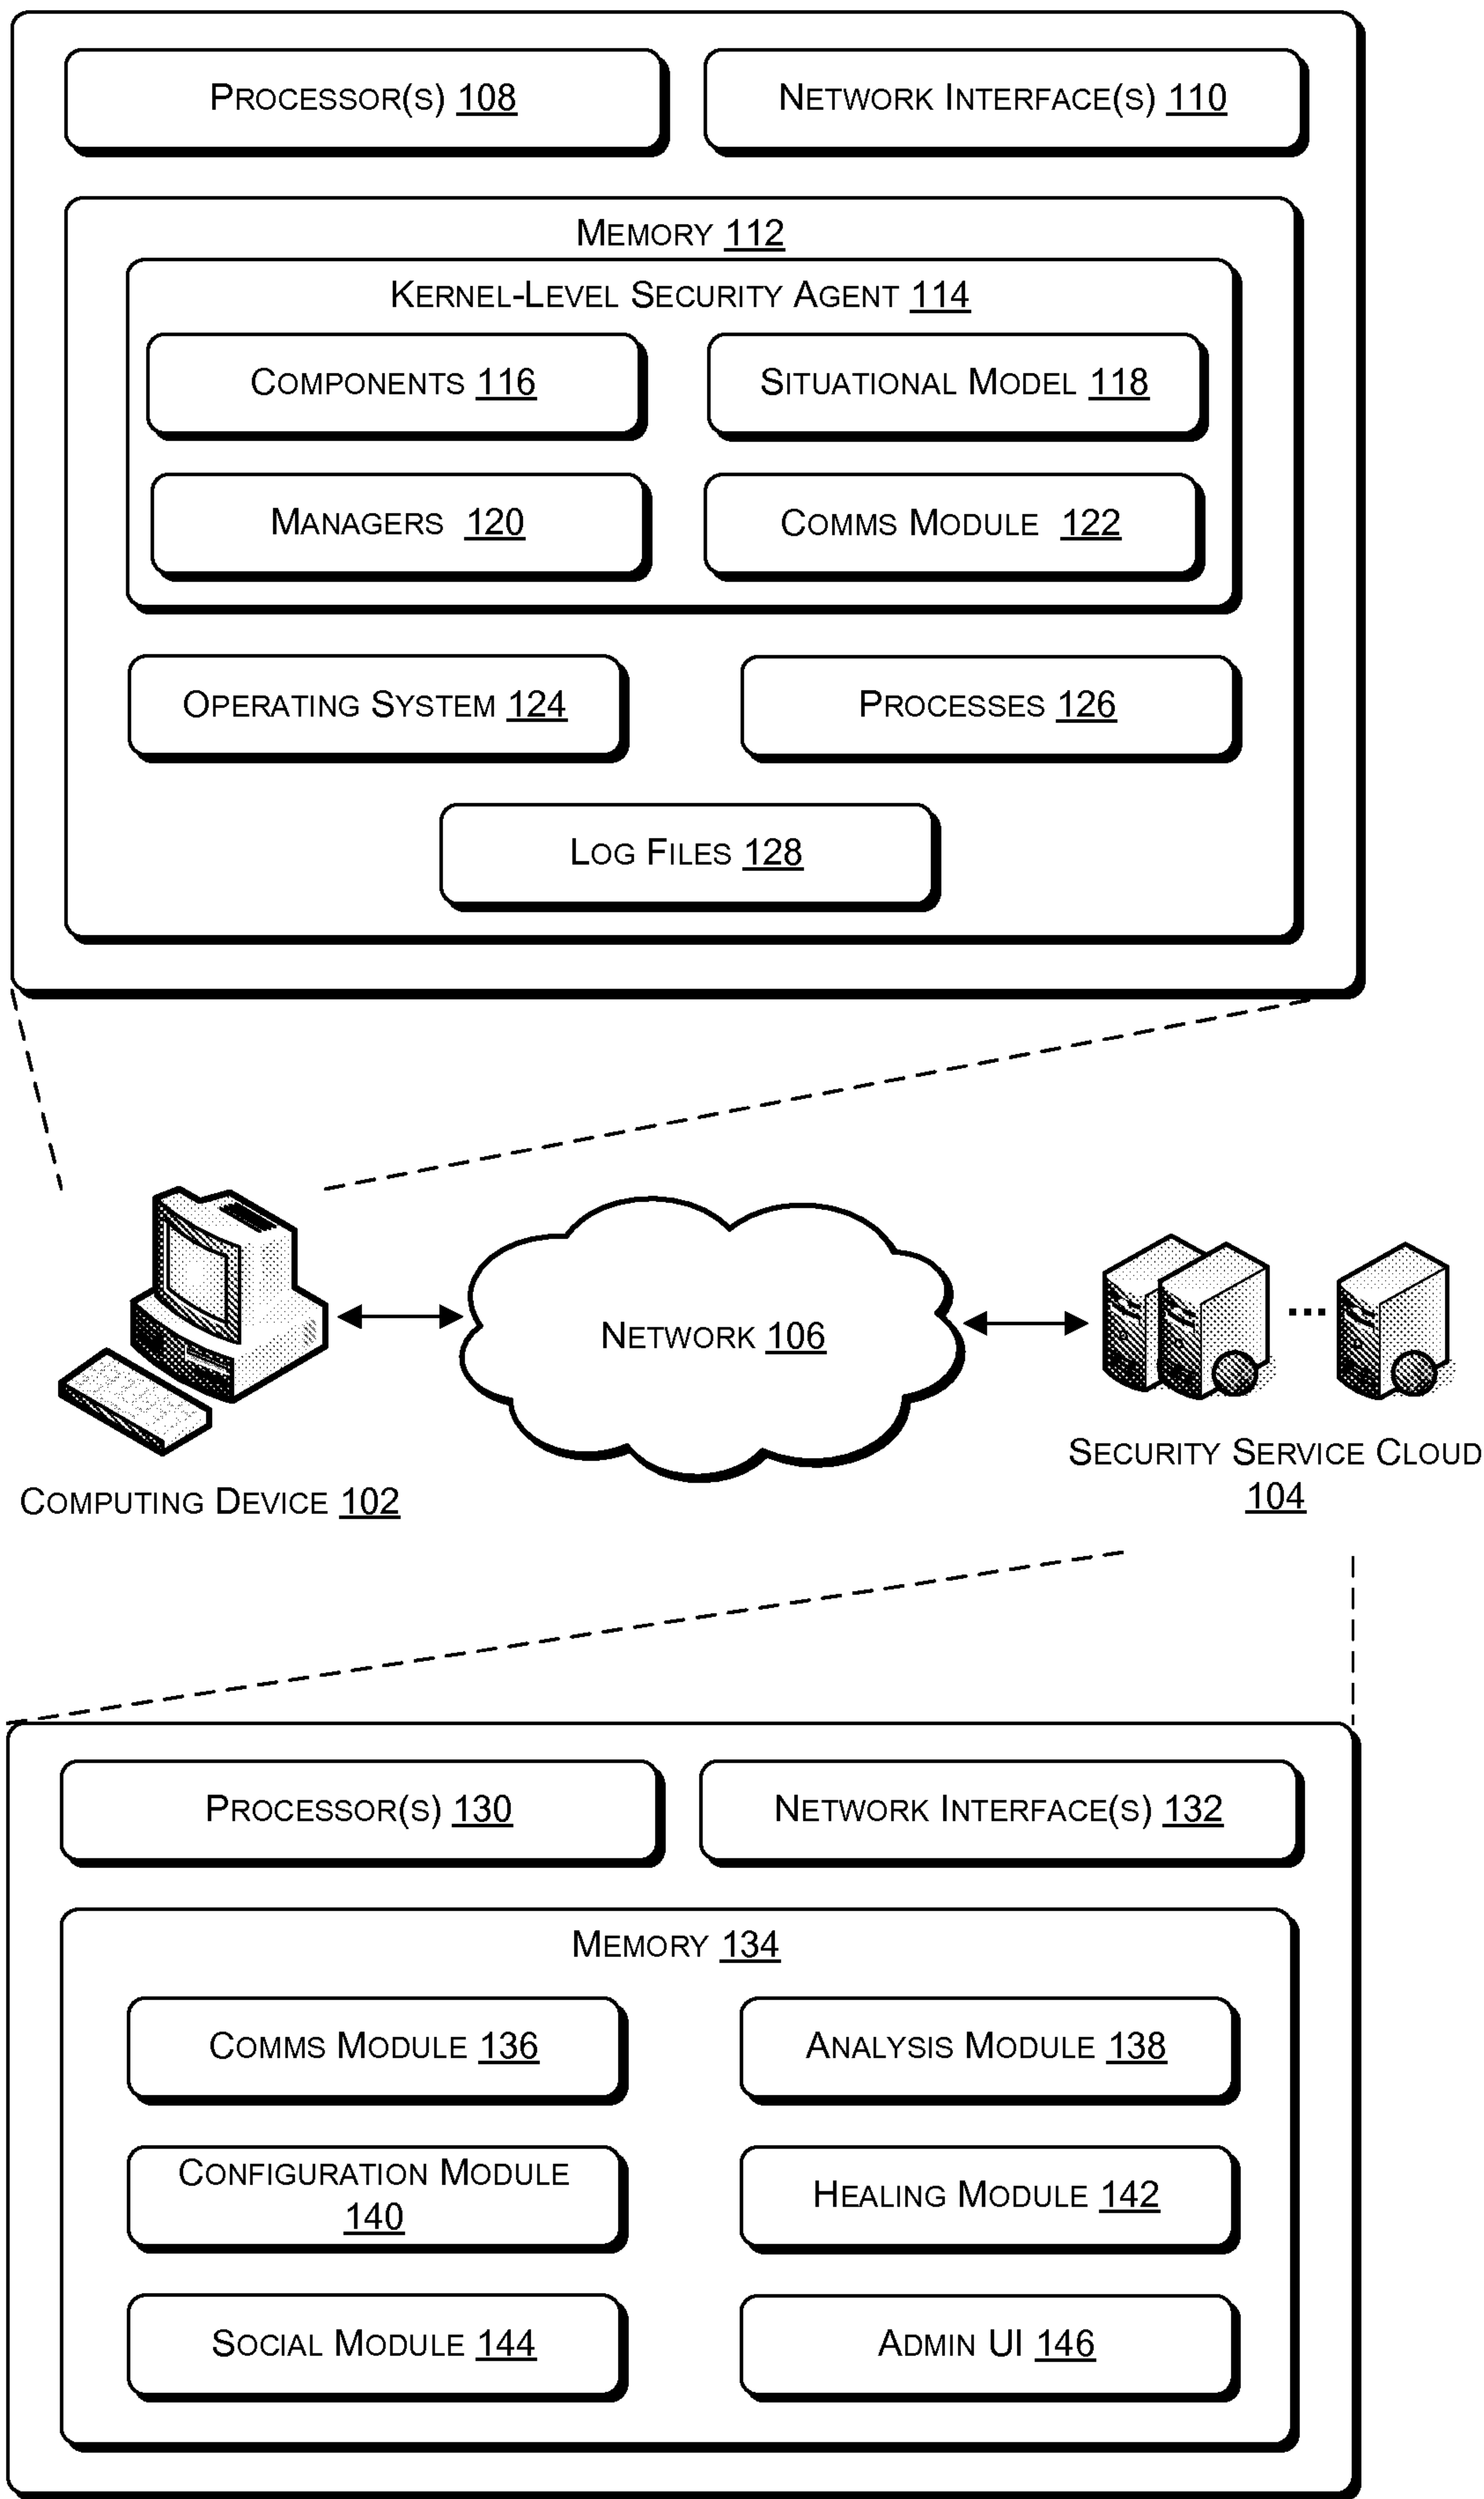 PROCESSOR(S) 108
NETWORK INTERFACE(S) 110
MEMORY 112
KERNEL-LEVEL SECURITY AGENT 114
COMPONENTS 116
SITUATIONAL MODEL 118
MANAGERS 120
COMMS MODULE 122
OPERATING SYSTEM 124
PROCESSES 126
LOG FILES 128
NETWORK 106
COMPUTING DEVICE 102
SECURITY SERVICE CLOUD
104
PROCESSOR(S) 130
NETWORK INTERFACE(S) 132
MEMORY 134
COMMS MODULE 136
ANALYSIS MODULE 138
CONFIGURATION MODULE
140
HEALING MODULE 142
SOCIAL MODULE 144
ADMIN UI 146